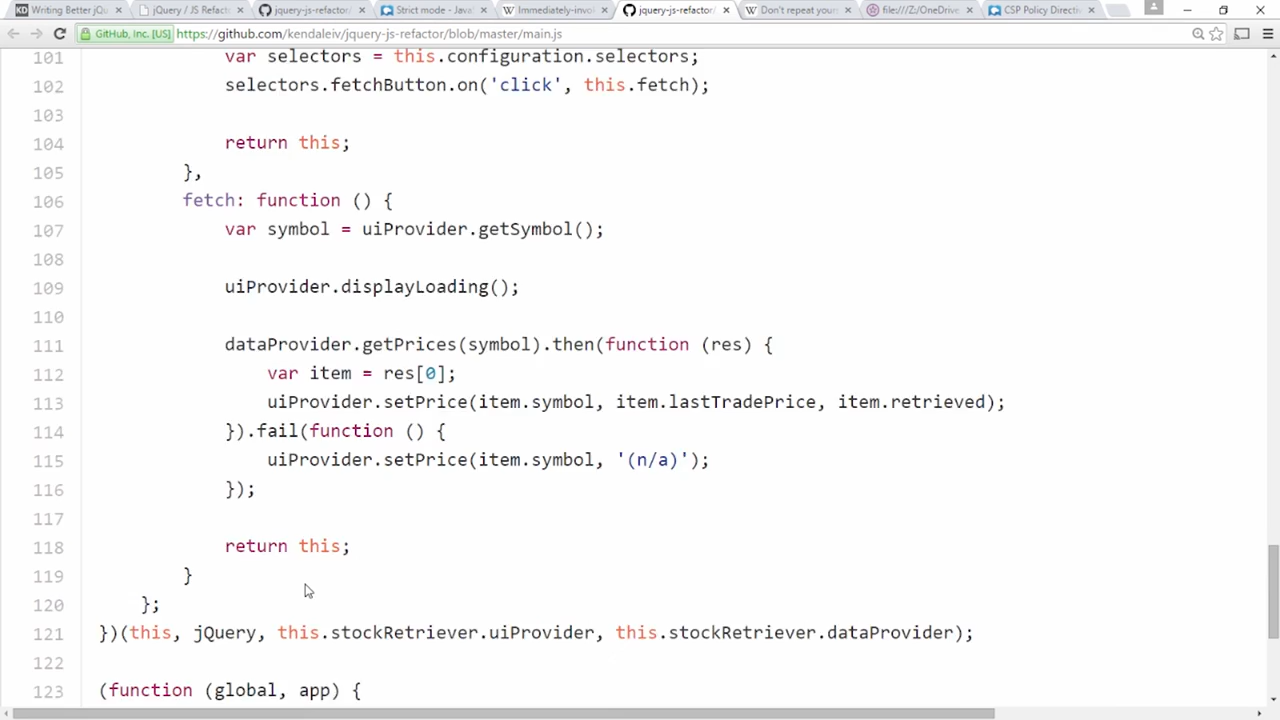 Writing Better jQu
jQuery / JS Refact
jquery-js-refactor/
Strict mode - Java
Immediately-invol
jquery-js-refactor/
Don't repeat yours
file:///Z:/OneDrive
CSP Policy Directi
GitHub, Inc. [US] https://github.com/kendaleiv/jquery-js-refactor/blob/master/main.js
101 var selectors = this.configuration.selectors;
102 selectors.fetchButton.on('click', this.fetch);
103
104 return this;
105 },
106 fetch: function () {
107 var symbol = uiProvider.getSymbol();
108
109 uiProvider.displayLoading();
110
111 dataProvider.getPrices(symbol).then(function (res) {
112 var item = res[0];
113 uiProvider.setPrice(item.symbol, item.lastTradePrice, item.retrieved);
114 }).fail(function () {
115 uiProvider.setPrice(item.symbol, '(n/a)');
116 });
117
118 return this;
119 }
120 };
121 })(this, jQuery, this.stockRetriever.uiProvider, this.stockRetriever.dataProvider);
122
123 (function (global, app) {